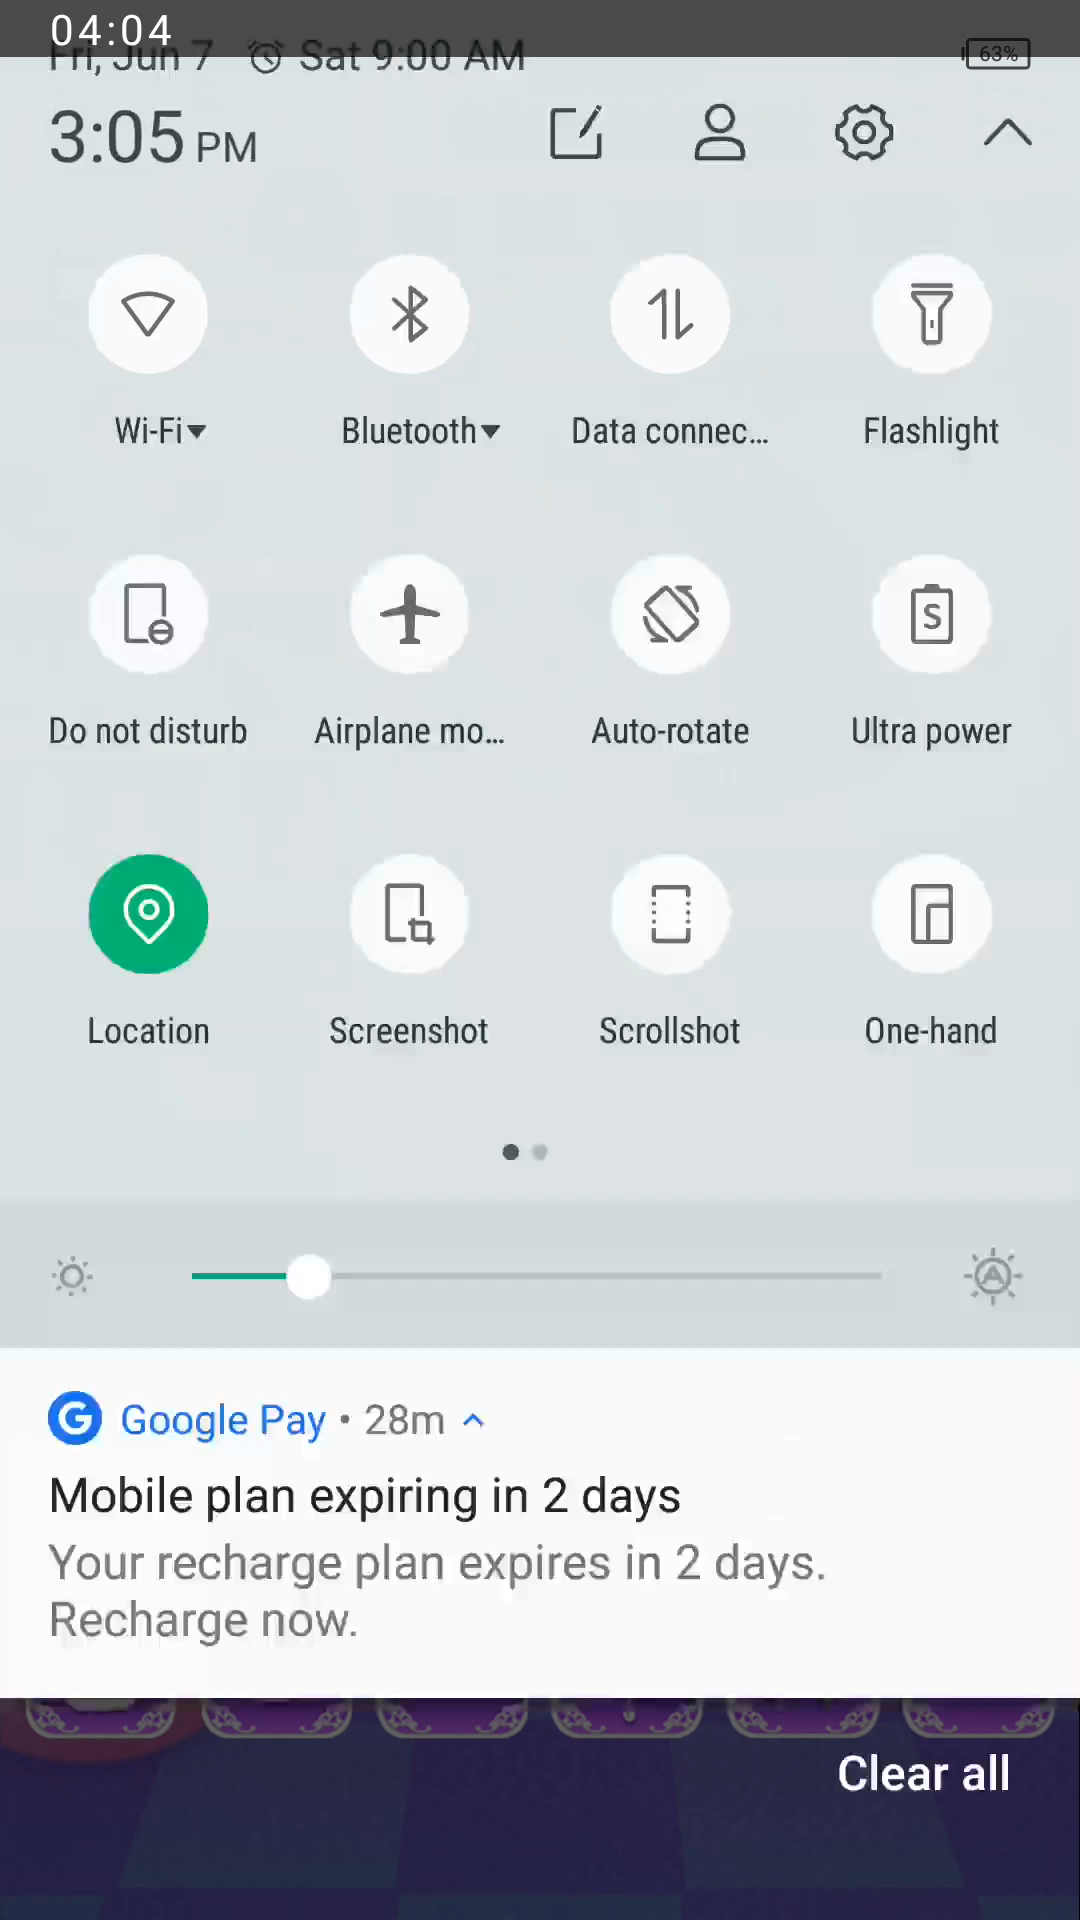 04:04
Fri, Jun 7 Sat 9:00 AM 63%
3:05 PM
Wi-Fi Bluetooth Data connec... Flashlight
S
Do not disturb Airplane mo... Auto-rotate Ultra power
Location Screenshot Scrollshot One-hand
A
G Google Pay • 28m
Mobile plan expiring in 2 days
Your recharge plan expires in 2 days.
Recharge now.
Clear all